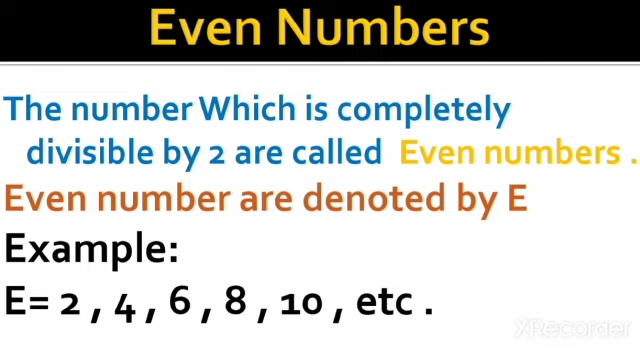 Even Numbers
The number Which is completely
divisible by 2 are called Even numbers .
Even number are denoted by E
Example:
E= 2 , 4 , 6 , 8 , 10 , etc .
XRecorder